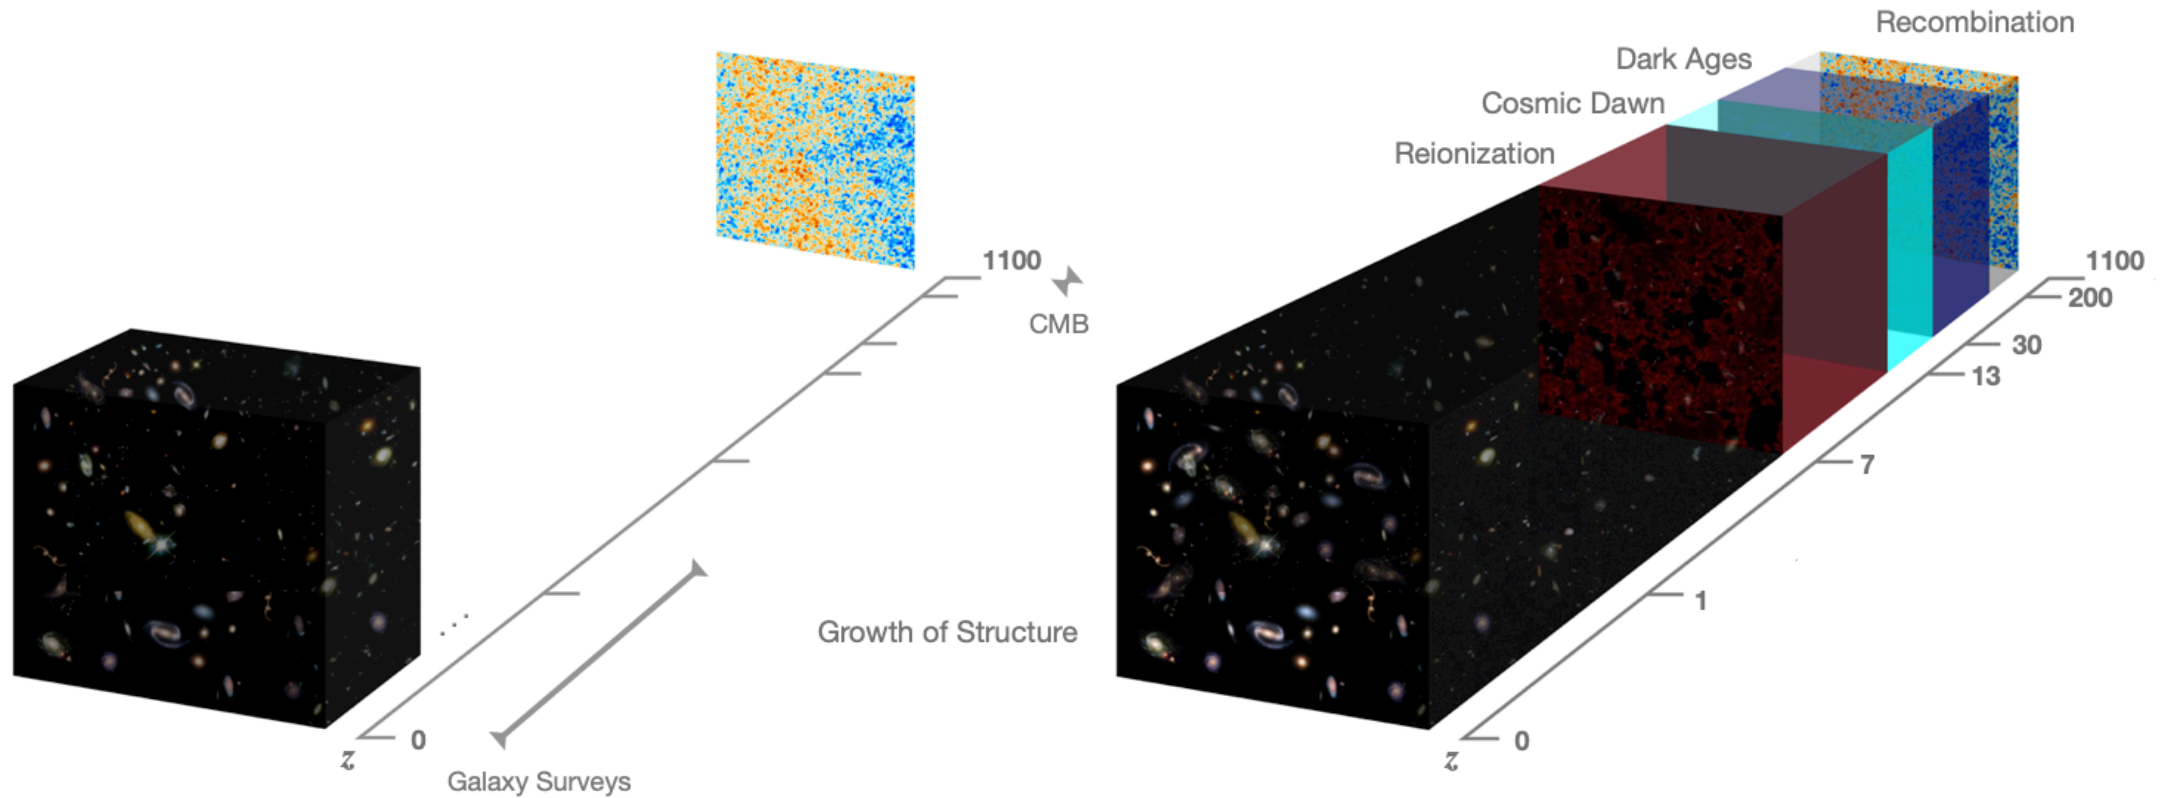 Recombination
Dark Ages
Cosmic Dawn
Reionization
1100
CMB
1100
200
30
13
7
1
Growth of Structure
0
z
Galaxy Surveys
0
z